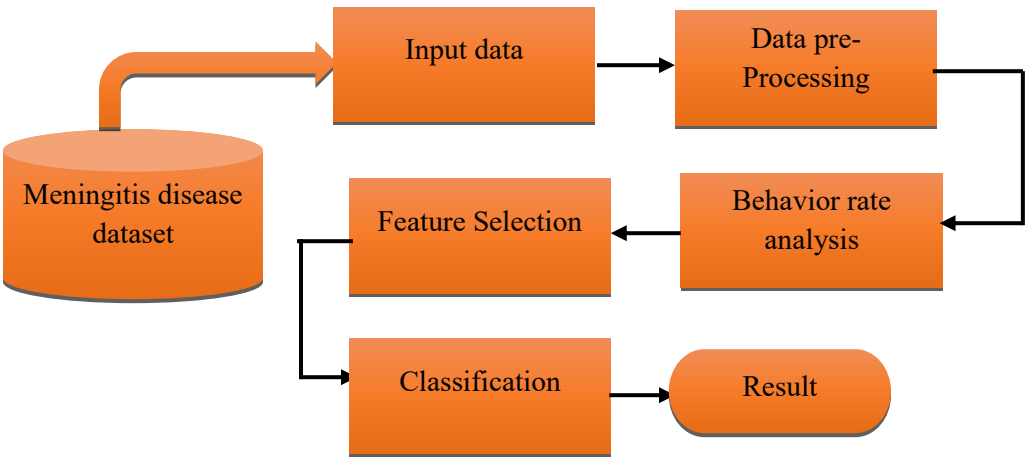 Input data
Data pre-
Processing
Meningitis disease
dataset
Feature Selection
Behavior rate
analysis
Classification
Result